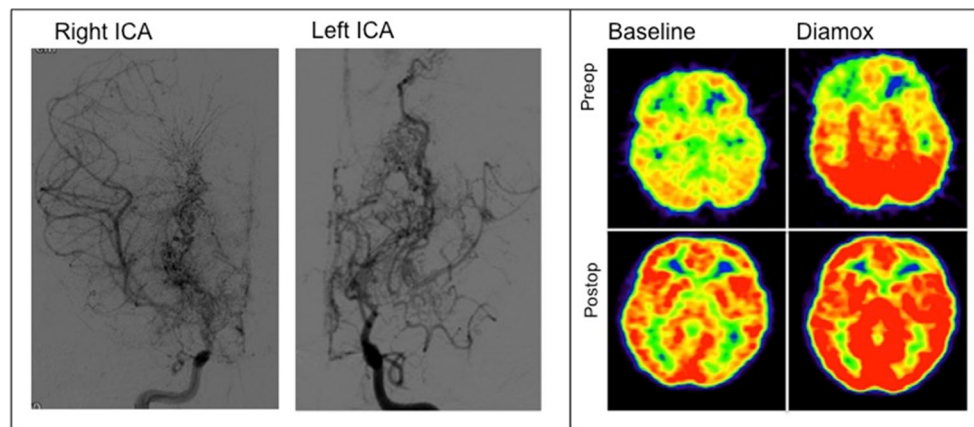 Right ICA
Left ICA
Baseline
Diamox
Preop
Postop